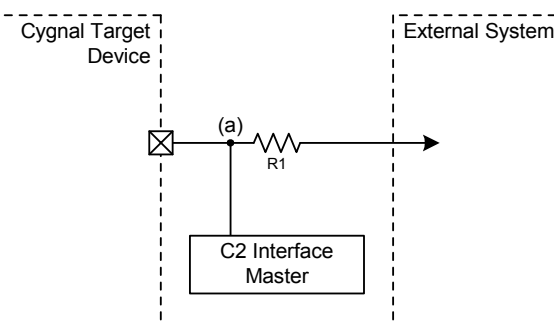 Cygnal Target
Device
External System
(a)
R1
C2 Interface
Master